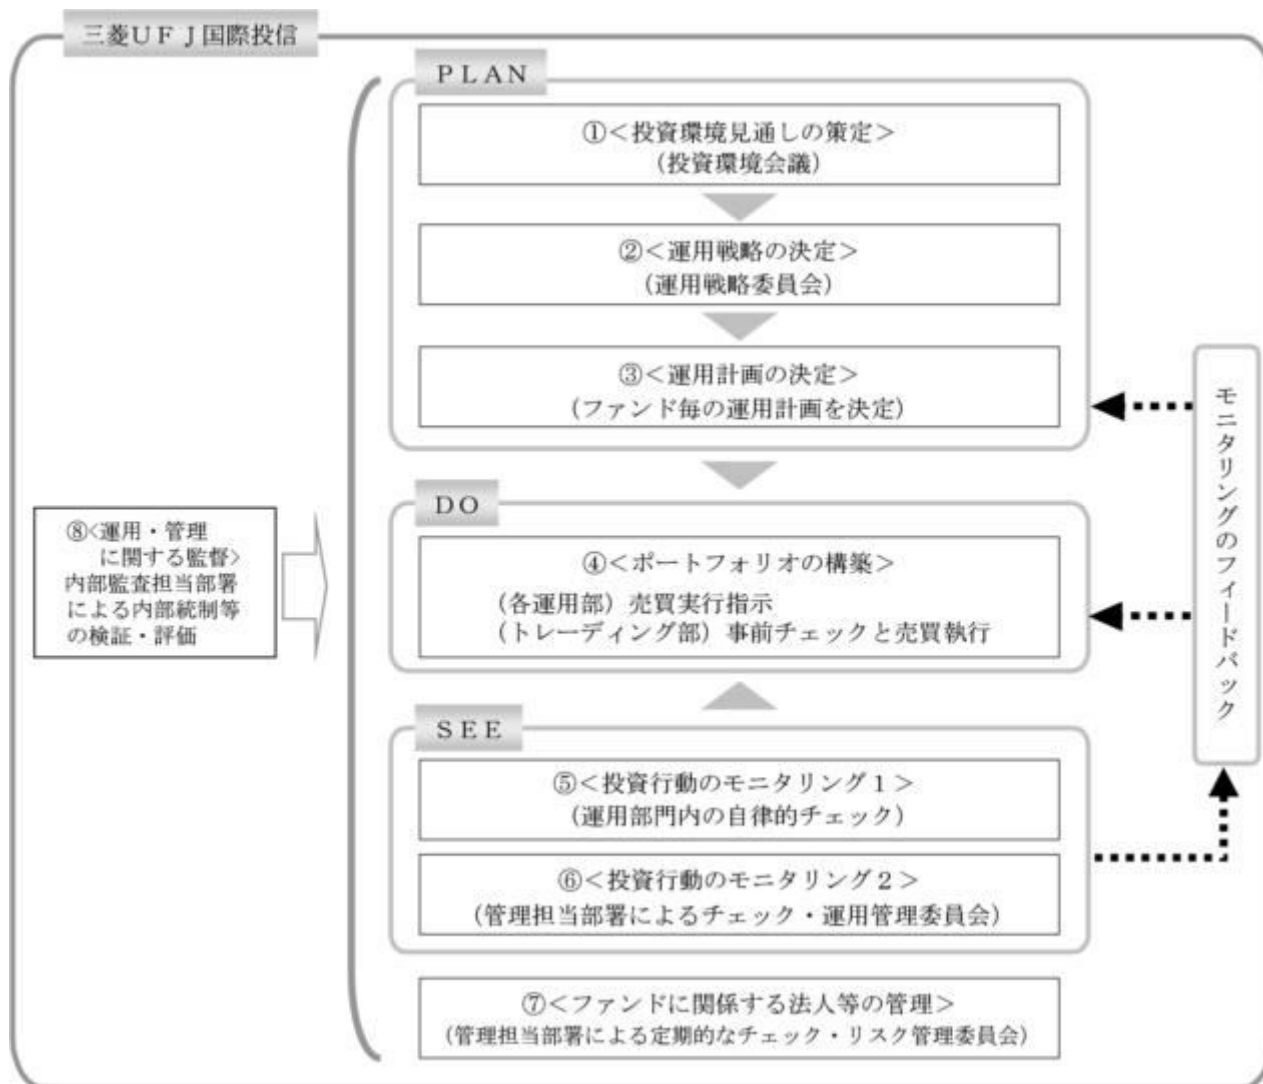 三菱UFJ国際投信
PLAN
①＜投資環境見通しの策定＞
（投資環境会議）
②＜運用戦略の決定＞
（運用戦略委員会）
③＜運用計画の決定＞
（ファンド毎の運用計画を決定）
DO
④＜ポートフォリオの構築＞
（各運用部）売買実行指示
（トレーディング部）事前チェックと売買執行
SEE
⑤＜投資行動のモニタリング１＞
（運用部門内の自律的チェック）
⑥＜投資行動のモニタリング２＞
（管理担当部署によるチェック・運用管理委員会）
⑦＜ファンドに関係する法人等の管理＞
（管理担当部署による定期的なチェック・リスク管理委員会）
⑧＜運用・管理
に関する監督＞
内部監査担当部署
による内部統制等
の検証・評価
モニタリングのフィードバック